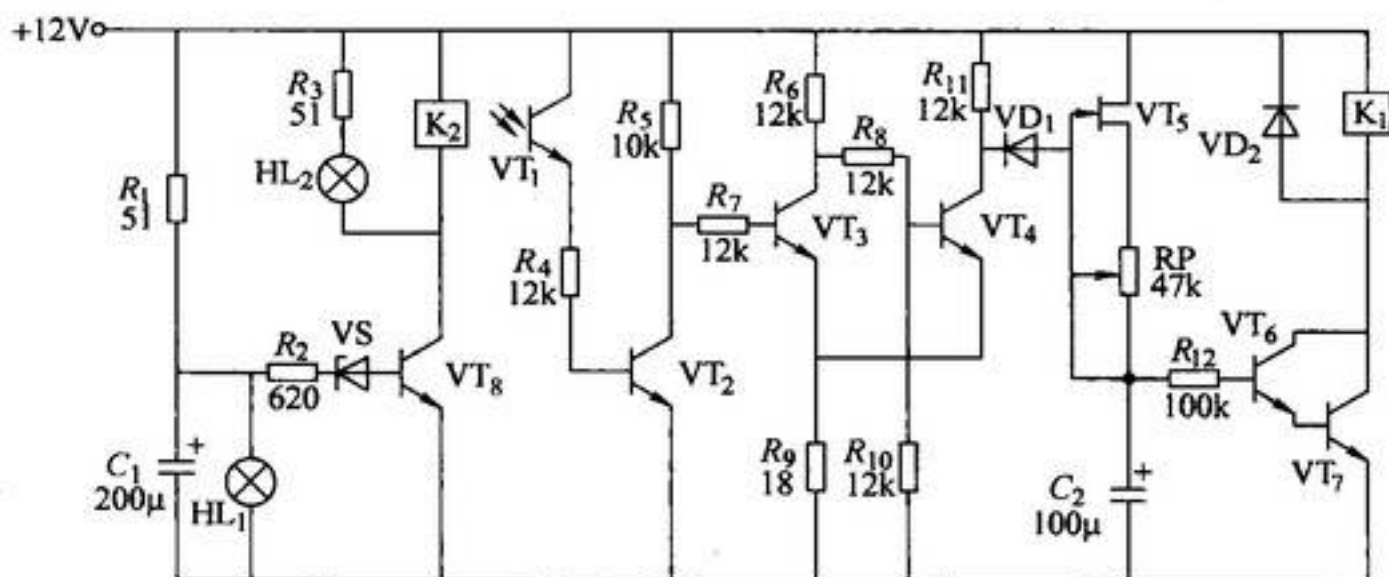 +12V
R1
51
R3
51
HL2
K2
VT1
R4
12k
R5
10k
R7
12k
R6
12k
R8
12k
VT3
R11
12k
VD1
VT4
VT5
RP
47k
VD2
K1
R2
620
VS
VT8
VT2
C1
200μ
+
HL1
R9
18
R10
12k
R12
100k
VT6
VT7
C2
100μ
+